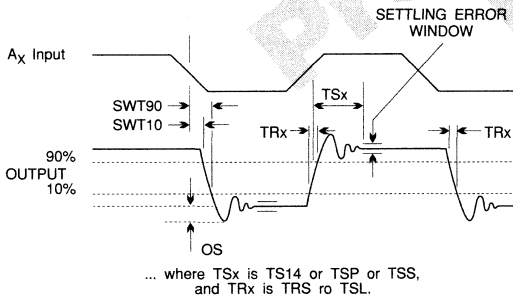 SETTLING ERROR
WINDOW
AX Input
TSx
SWT90
SWT10
TRx
TRx
90%
OUTPUT
10%
OS
... where TSx is TS14 or TSP or TSS,
and TRx is TRS ro TSL.